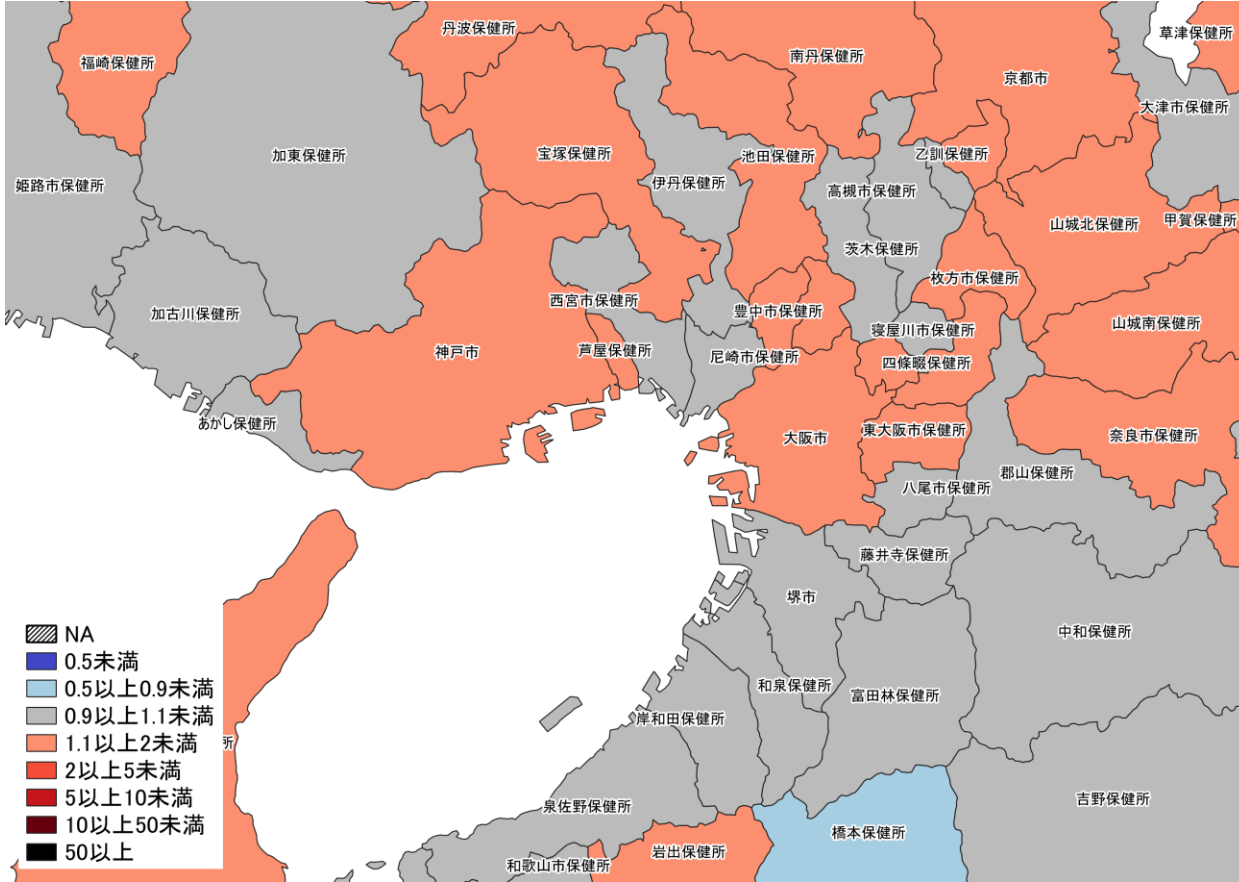 丹波保健所
草津保健所
福崎保健所
南丹保健所
京都市
大津市保健所
加東保健所
宝塚保健所
池田保健所
乙訓保健所
姫路市保健所
伊丹保健所
高槻市保健所
山城北保健所
甲賀保健所
茨木保健所
枚方市保健所
西宮市保健所
加古川保健所
豊中市保健所
寝屋川市保健所
山城南保健所
神戸市
芦屋保健所
尼崎市保健所
四條畷保健所
あかし保健所
大阪市
東大阪市保健所
奈良市保健所
郡山保健所
八尾市保健所
藤井寺保健所
堺市
中和保健所
和泉保健所
富田林保健所
岸和田保健所
所
泉佐野保健所
吉野保健所
橋本保健所
岩出保健所
和歌山市保健所
NA
0.5未満
0.5以上0.9未満
0.9以上1.1未満
1.1以上2未満
2以上5未満
5以上10未満
10以上50未満
50以上